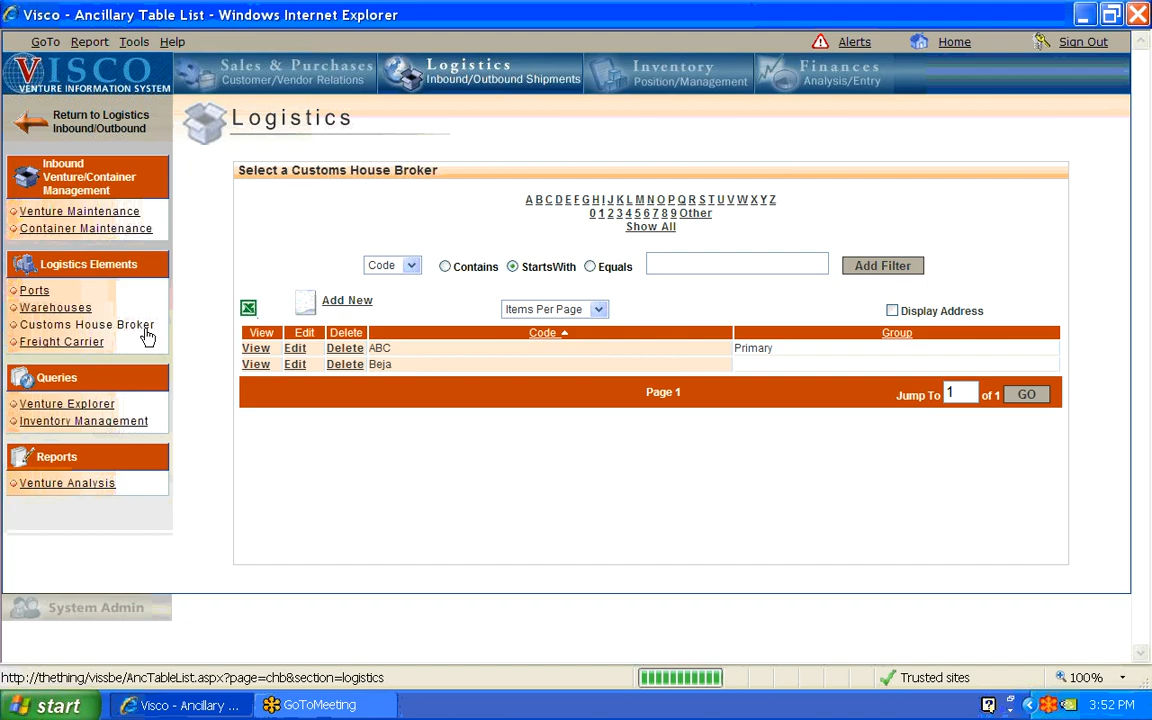 Visco - Ancillary Table List - Windows Internet Explorer
GoTo Report Tools Help
Alerts Home Sign Out
VISCO
VENTURE INFORMATION SYSTEM
Sales & Purchases
Customer/Vendor Relations
Logistics
Inbound/Outbound Shipments
Inventory
Position/Management
Finances
Analysis/Entry
Return to Logistics
Inbound/Outbound
Logistics
Inbound
Venture/Container
Management
Venture Maintenance
Container Maintenance
Logistics Elements
Ports
Warehouses
Customs House Broker
Freight Carrier
Queries
Venture Explorer
Inventory Management
Reports
Venture Analysis
System Admin
Select a Customs House Broker
A B C D E F G H I J K L M N O P Q R S T U V W X Y Z
0 1 2 3 4 5 6 7 8 9 Other
Show All
Code Contains StartsWith Equals Add Filter
Add New Items Per Page Display Address
View Edit Delete Code Group
View Edit Delete ABC Primary
View Edit Delete Beja
Page 1 Jump To 1 of 1 GO
http://thething/vissbe/AncTableList.aspx?page=chb&section=logistics Trusted sites 100%
start Visco - Ancillary ... GoToMeeting 3:52 PM